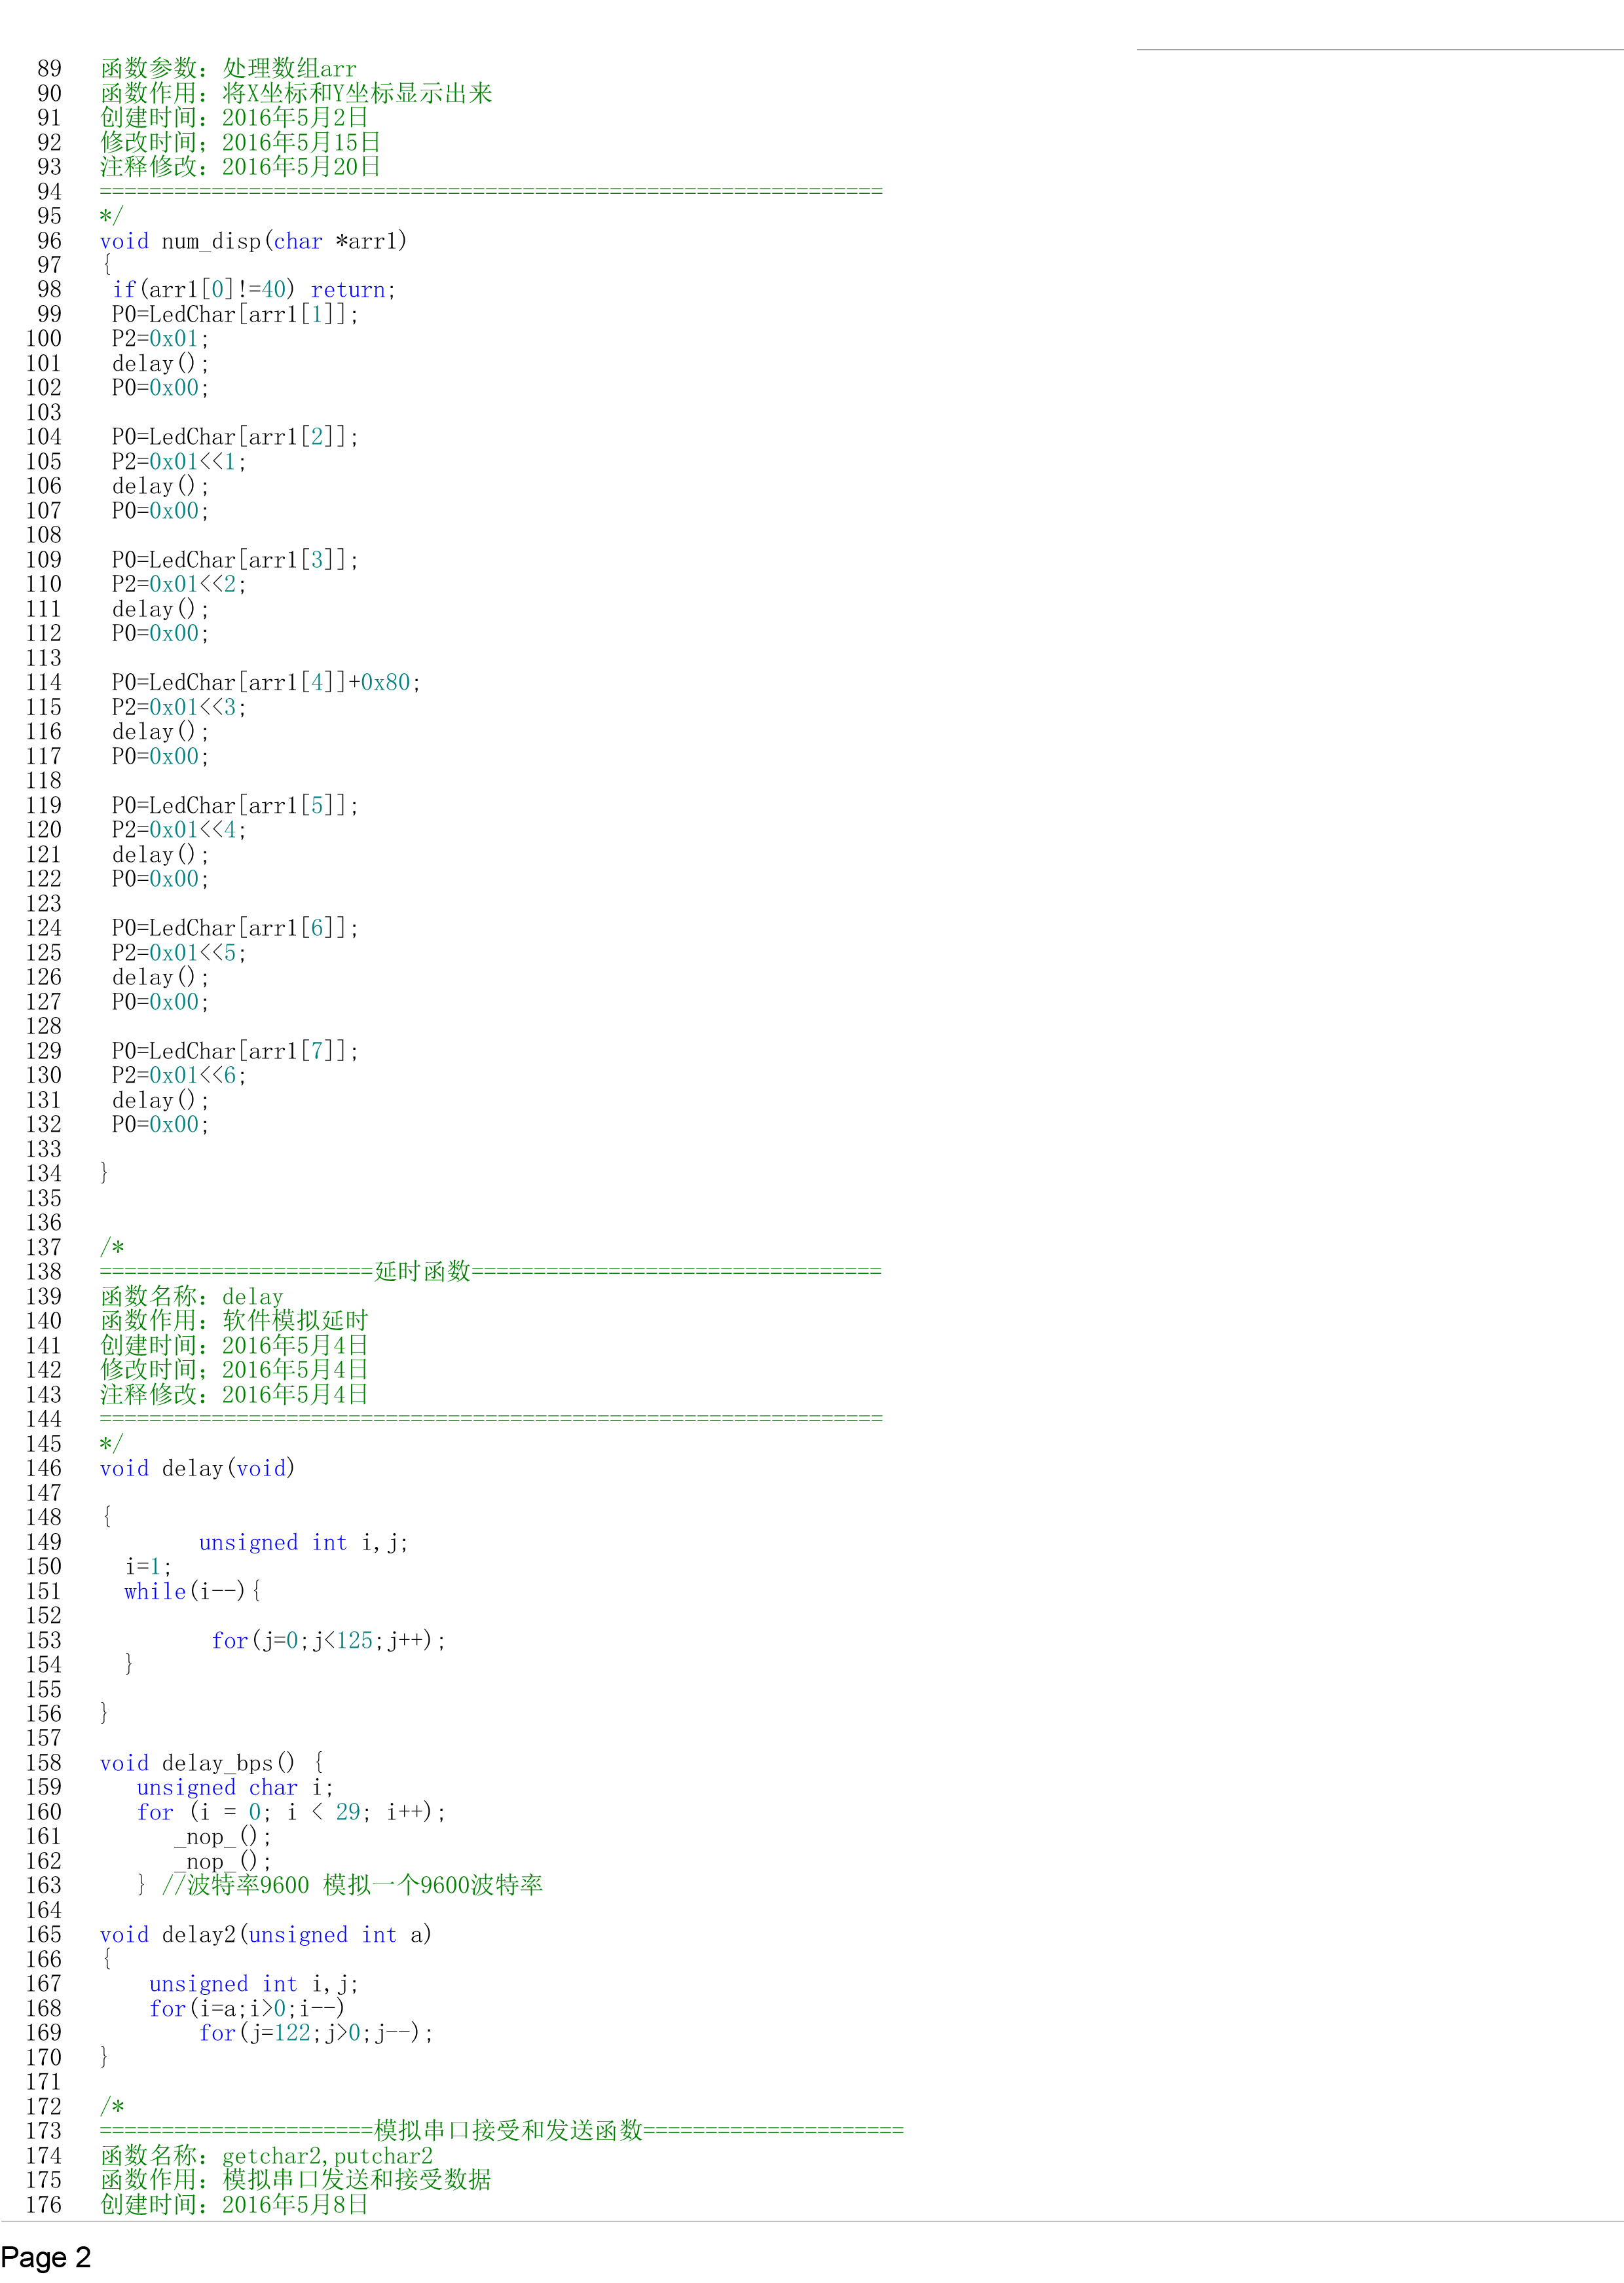 89 函数参数：处理数组arr
90 函数作用：将X坐标和Y坐标显示出来
91 创建时间：2016年5月2日
92 修改时间；2016年5月15日
93 注释修改：2016年5月20日
94 ===============================================================
95 */
96 void num_disp(char *arr1)
97 {
98  if(arr1[0]!=40) return;
99  P0=LedChar[arr1[1]];
100  P2=0x01;
101  delay();
102  P0=0x00;
103
104  P0=LedChar[arr1[2]];
105  P2=0x01<<1;
106  delay();
107  P0=0x00;
108
109  P0=LedChar[arr1[3]];
110  P2=0x01<<2;
111  delay();
112  P0=0x00;
113
114  P0=LedChar[arr1[4]]+0x80;
115  P2=0x01<<3;
116  delay();
117  P0=0x00;
118
119  P0=LedChar[arr1[5]];
120  P2=0x01<<4;
121  delay();
122  P0=0x00;
123
124  P0=LedChar[arr1[6]];
125  P2=0x01<<5;
126  delay();
127  P0=0x00;
128
129  P0=LedChar[arr1[7]];
130  P2=0x01<<6;
131  delay();
132  P0=0x00;
133
134 }
135
136
137 /*
138 ======================延时函数=================================
139 函数名称：delay
140 函数作用：软件模拟延时
141 创建时间：2016年5月4日
142 修改时间；2016年5月4日
143 注释修改：2016年5月4日
144 ===============================================================
145 */
146 void delay(void)
147
148 {
149         unsigned int i,j;
150   i=1;
151   while(i--){
152
153          for(j=0;j<125;j++);
154   }
155
156 }
157
158 void delay_bps() {
159    unsigned char i;
160    for (i = 0; i < 29; i++);
161       _nop_();
162       _nop_();
163    } //波特率9600 模拟一个9600波特率
164
165 void delay2(unsigned int a)
166 {
167     unsigned int i,j;
168     for(i=a;i>0;i--)
169         for(j=122;j>0;j--);
170 }
171
172 /*
173 ======================模拟串口接受和发送函数=====================
174 函数名称：getchar2,putchar2
175 函数作用：模拟串口发送和接受数据
176 创建时间：2016年5月8日
Page 2